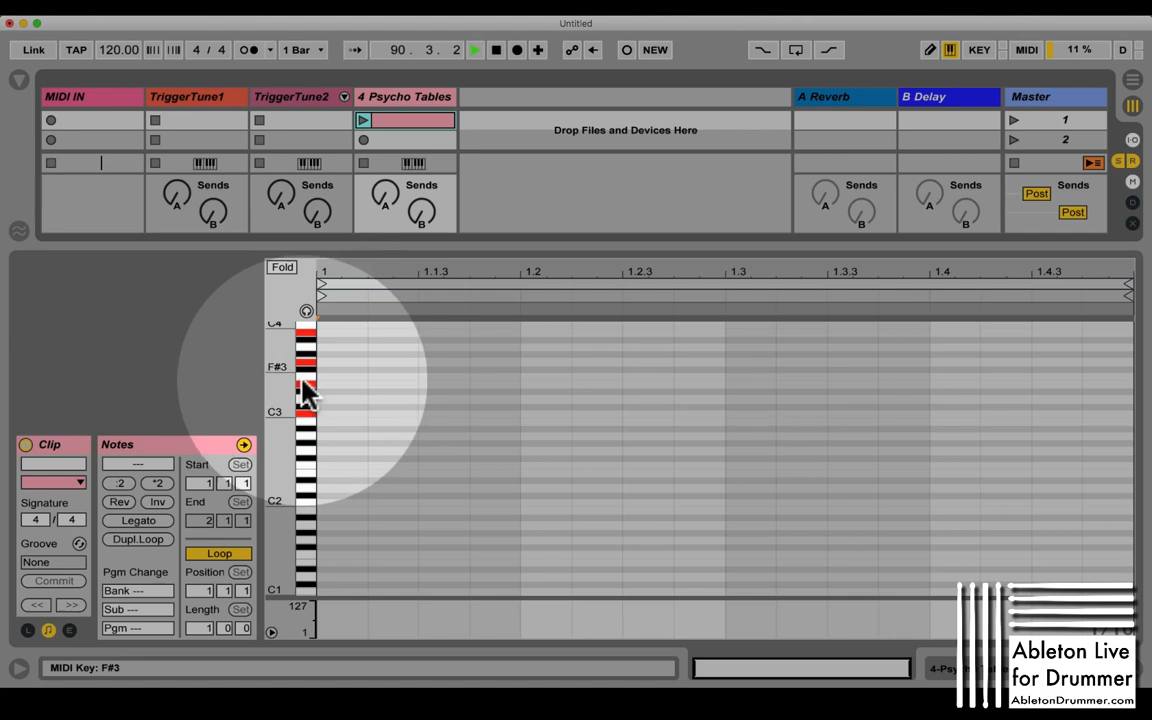 Untitled
Link TAP 120.00 4 / 4 1 Bar 90. 3. 2 NEW KEY MIDI 11 % D
MIDI IN TriggerTune1 TriggerTune2 4 Psycho Tables A Reverb B Delay Master
1
Drop Files and Devices Here
2
Sends Sends Sends Sends Sends Sends
Post
A A A A A
Post
B B B B B
S R
M
D
X
Fold
1 1.1.3 1.2 1.2.3 1.3 1.3.3 1.4 1.4.3
C4
F#3
C3
C2
C1
127
1
Clip Notes
--- Start Set
:2 *2 1 1 1
Signature Rev Inv End Set
4 / 4 Legato 2 1 1
Groove Dupl.Loop
None Loop
Commit Pgm Change Position Set
Bank --- 1 1 1
<< >> Sub --- Length Set
L E Pgm --- 1 0 0
MIDI Key: F#3
Ableton Live
for Drummer
AbletonDrummer.com